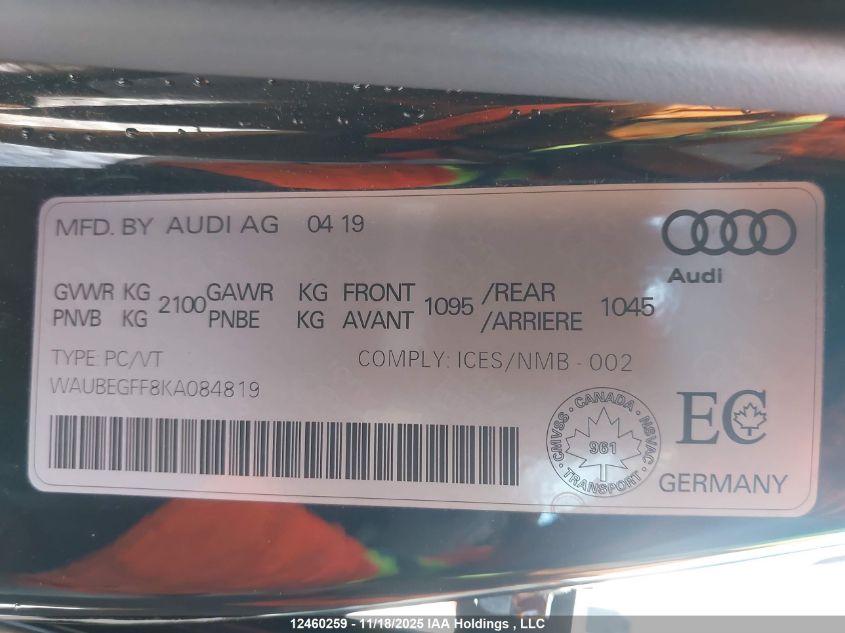 MFD. BY AUDI AG 04 19
Audi
GVWR KG 2100 GAWR KG FRONT 1095 /REAR 1045
PNVB KG PNBE KG AVANT /ARRIERE
TYPE: PC/VT COMPLY: ICES/NMB - 002
WAUBEGFF8KA084819
CMVSS · CANADA · NSVAC · TRANSPORT ·
961
EC
GERMANY
12460259 - 11/18/2025 IAA Holdings , LLC